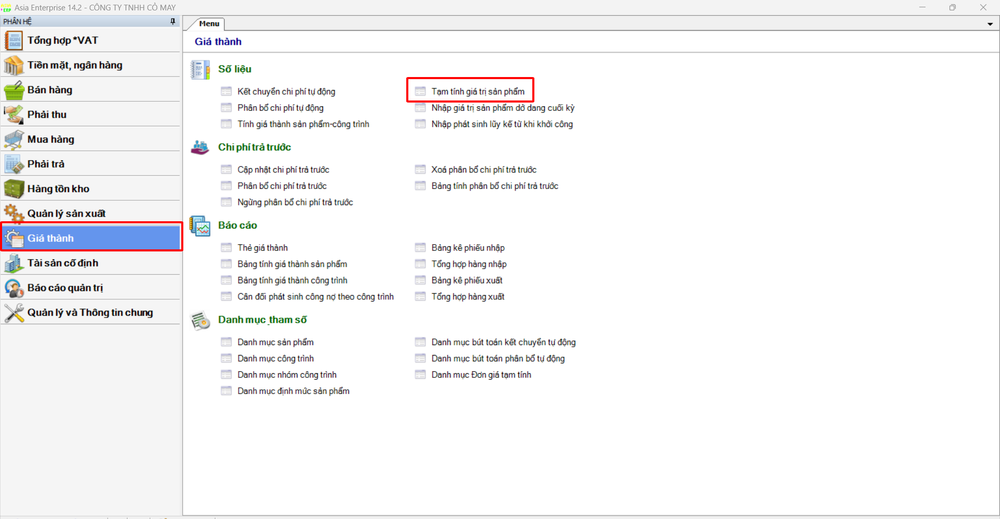 Asia Enterprise 14.2 - CÔNG TY TNHH CỎ MAY
PHÂN HỆ
Tổng hợp *VAT
Tiền mặt, ngân hàng
Bán hàng
Phải thu
Mua hàng
Phải trả
Hàng tồn kho
Quản lý sản xuất
Giá thành
Tài sản cố định
Báo cáo quản trị
Quản lý và Thông tin chung
Menu
Giá thành
Số liệu
Kết chuyển chi phí tự động
Tạm tính giá trị sản phẩm
Phân bổ chi phí tự động
Nhập giá trị sản phẩm dở dang cuối kỳ
Tính giá thành sản phẩm-công trình
Nhập phát sinh lũy kế từ khi khởi công
Chi phí trả trước
Cập nhật chi phí trả trước
Xoá phân bổ chi phí trả trước
Phân bổ chi phí trả trước
Bảng tính phân bổ chi phí trả trước
Ngừng phân bổ chi phí trả trước
Báo cáo
Thẻ giá thành
Bảng kê phiếu nhập
Bảng tính giá thành sản phẩm
Tổng hợp hàng nhập
Bảng tính giá thành công trình
Bảng kê phiếu xuất
Cân đối phát sinh công nợ theo công trình
Tổng hợp hàng xuất
Danh mục_tham số
Danh mục sản phẩm
Danh mục bút toán kết chuyển tự động
Danh mục công trình
Danh mục bút toán phân bổ tự động
Danh mục nhóm công trình
Danh mục Đơn giá tạm tính
Danh mục định mức sản phẩm